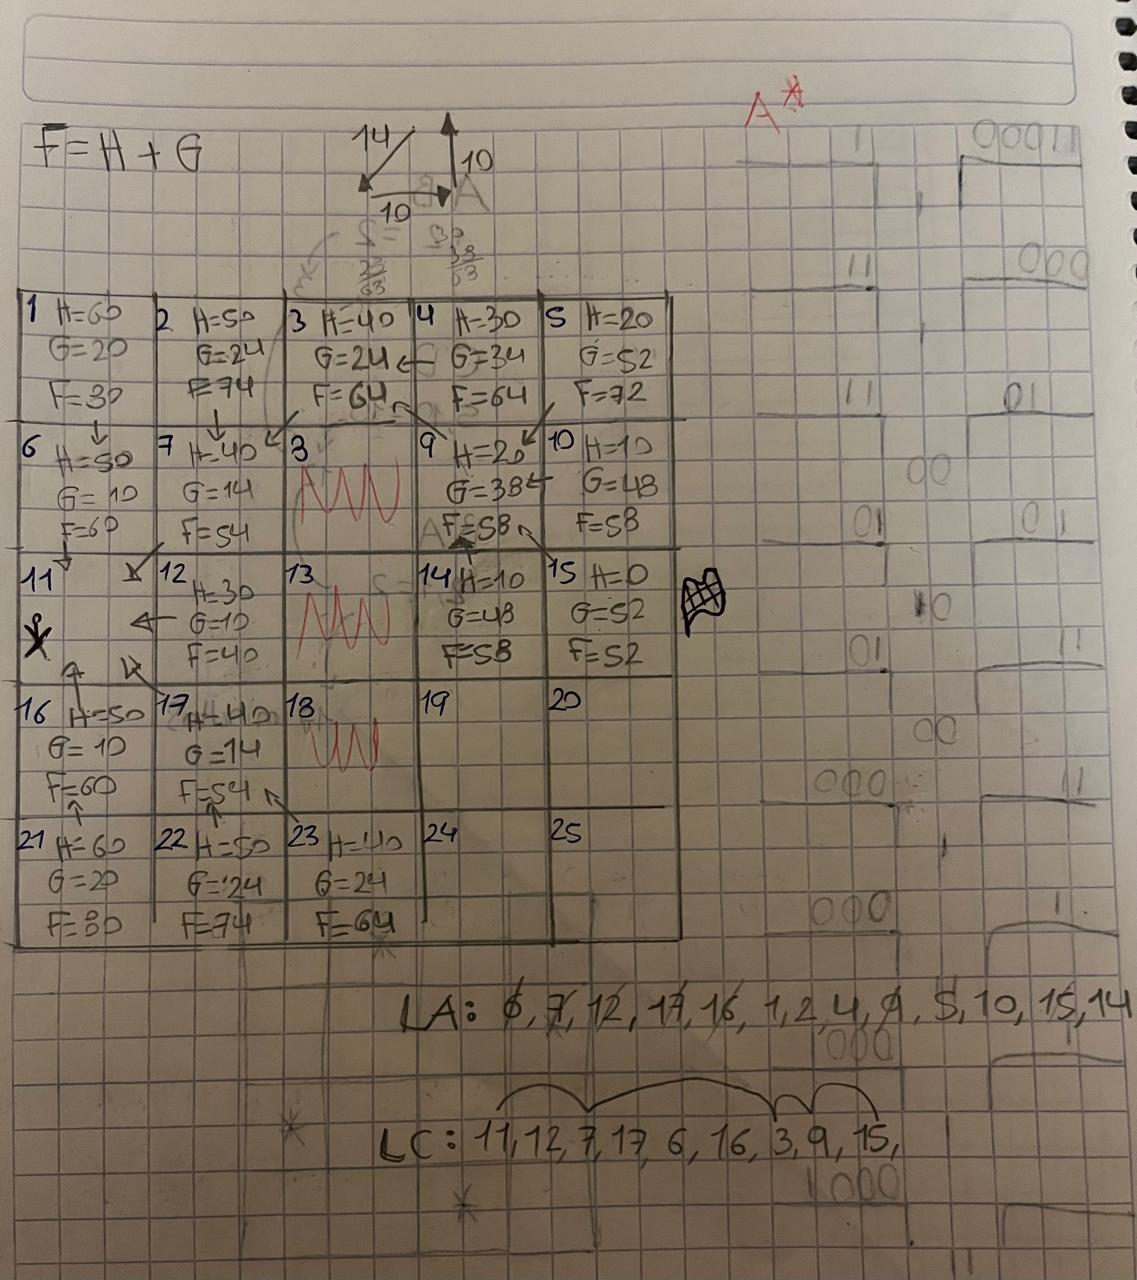 A*
F=H+G
14
10
10
1 H=60
G=20
F=30
2 H=50
G=24
F=74
3 H=40
G=24
F=64
4 H=30
G=34
F=64
5 H=20
G=52
F=72
6 H=50
G=10
F=60
7 H=40
G=14
F=54
8
9 H=20
G=38
F=58
10 H=10
G=48
F=58
11
12 H=30
G=10
F=40
13
14 H=10
G=48
F=58
15 H=0
G=52
F=52
16 H=50
G=10
F=60
17 H=40
G=14
F=54
18
19
20
21 H=60
G=20
F=80
22 H=50
G=24
F=74
23 H=40
G=24
F=64
24
25
LA: 6, 7, 12, 17, 16, 1, 2, 4, 9, 5, 10, 15, 14
LC: 11, 12, 7, 17, 6, 16, 3, 9, 15,